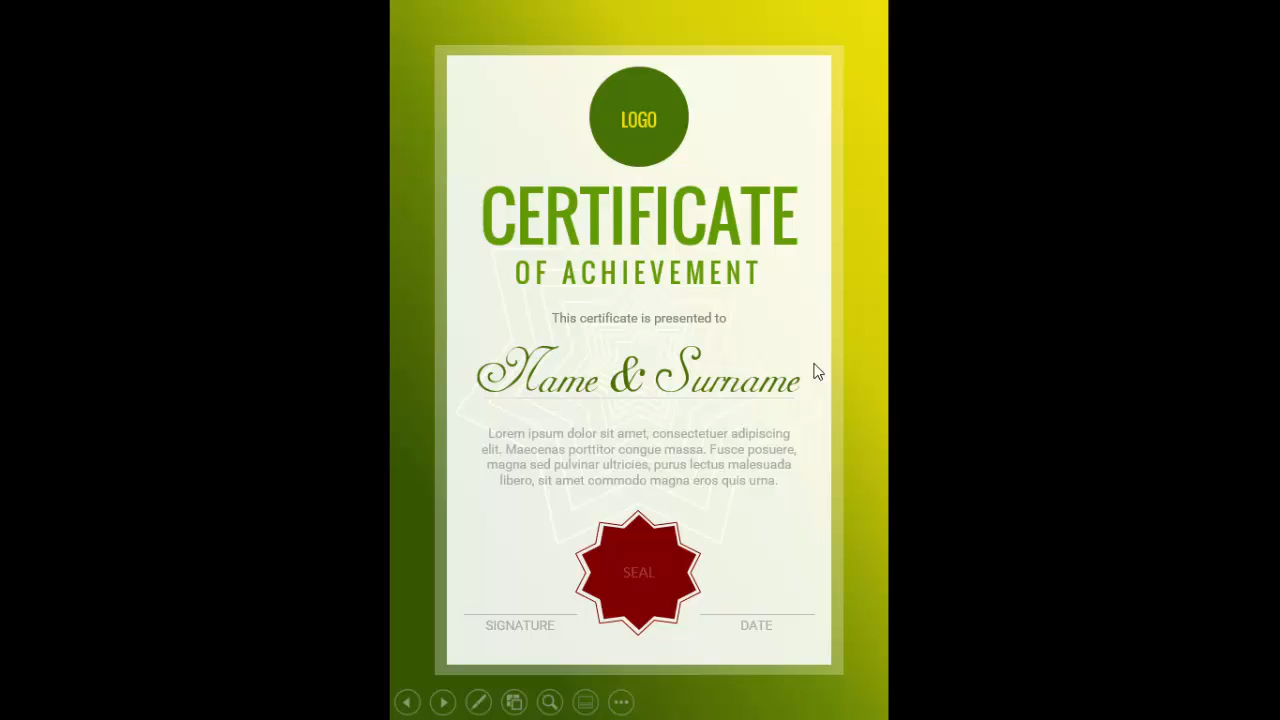 LOGO
CERTIFICATE
OF ACHIEVEMENT
This certificate is presented to
Name & Surname
Lorem ipsum dolor sit amet, consectetuer adipiscing
elit. Maecenas porttitor congue massa. Fusce posuere,
magna sed pulvinar ultricies, purus lectus malesuada
libero, sit amet commodo magna eros quis urna.
SEAL
SIGNATURE
DATE